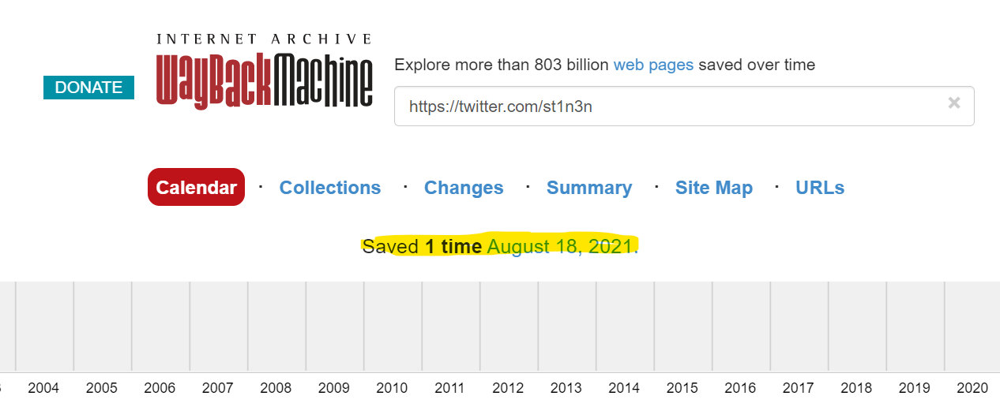 INTERNET ARCHIVE
DONATE
WayBackMachine
Explore more than 803 billion web pages saved over time
https://twitter.com/st1n3n ×
Calendar · Collections · Changes · Summary · Site Map · URLs
Saved 1 time August 18, 2021.
2004 2005 2006 2007 2008 2009 2010 2011 2012 2013 2014 2015 2016 2017 2018 2019 2020